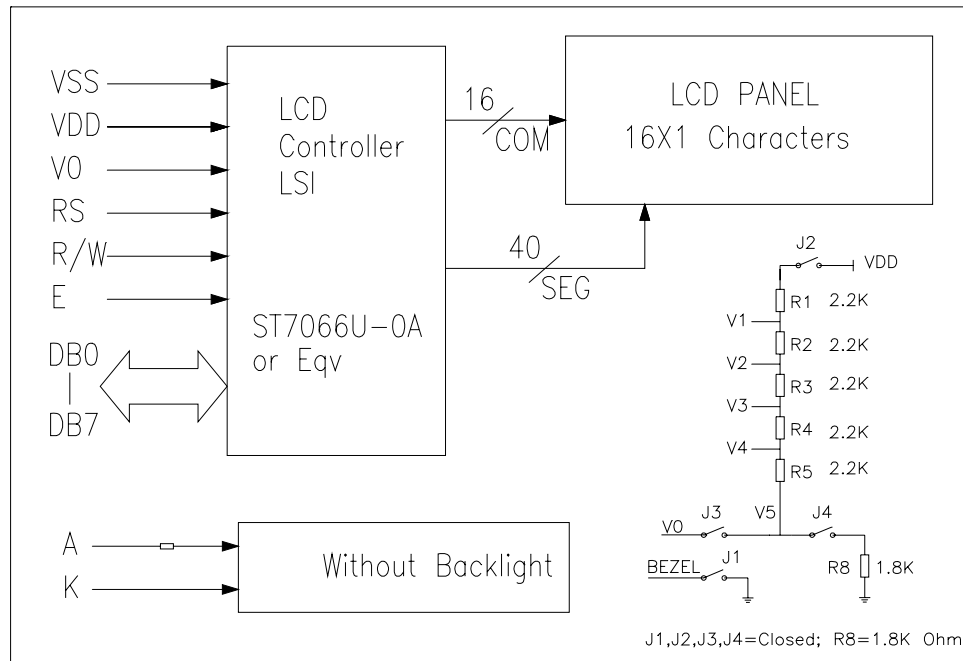 VSS
VDD
V0
RS
R/W
E
DB0
DB7
LCD
Controller
LSI
ST7066U-0A
or Eqv
16
COM
40
SEG
LCD PANEL
16X1 Characters
J2
VDD
R1 2.2K
V1
R2 2.2K
V2
R3 2.2K
V3
R4 2.2K
V4
R5 2.2K
V0 J3 V5 J4
BEZEL J1
R8 1.8K
A
K
Without Backlight
J1,J2,J3,J4=Closed; R8=1.8K Ohm